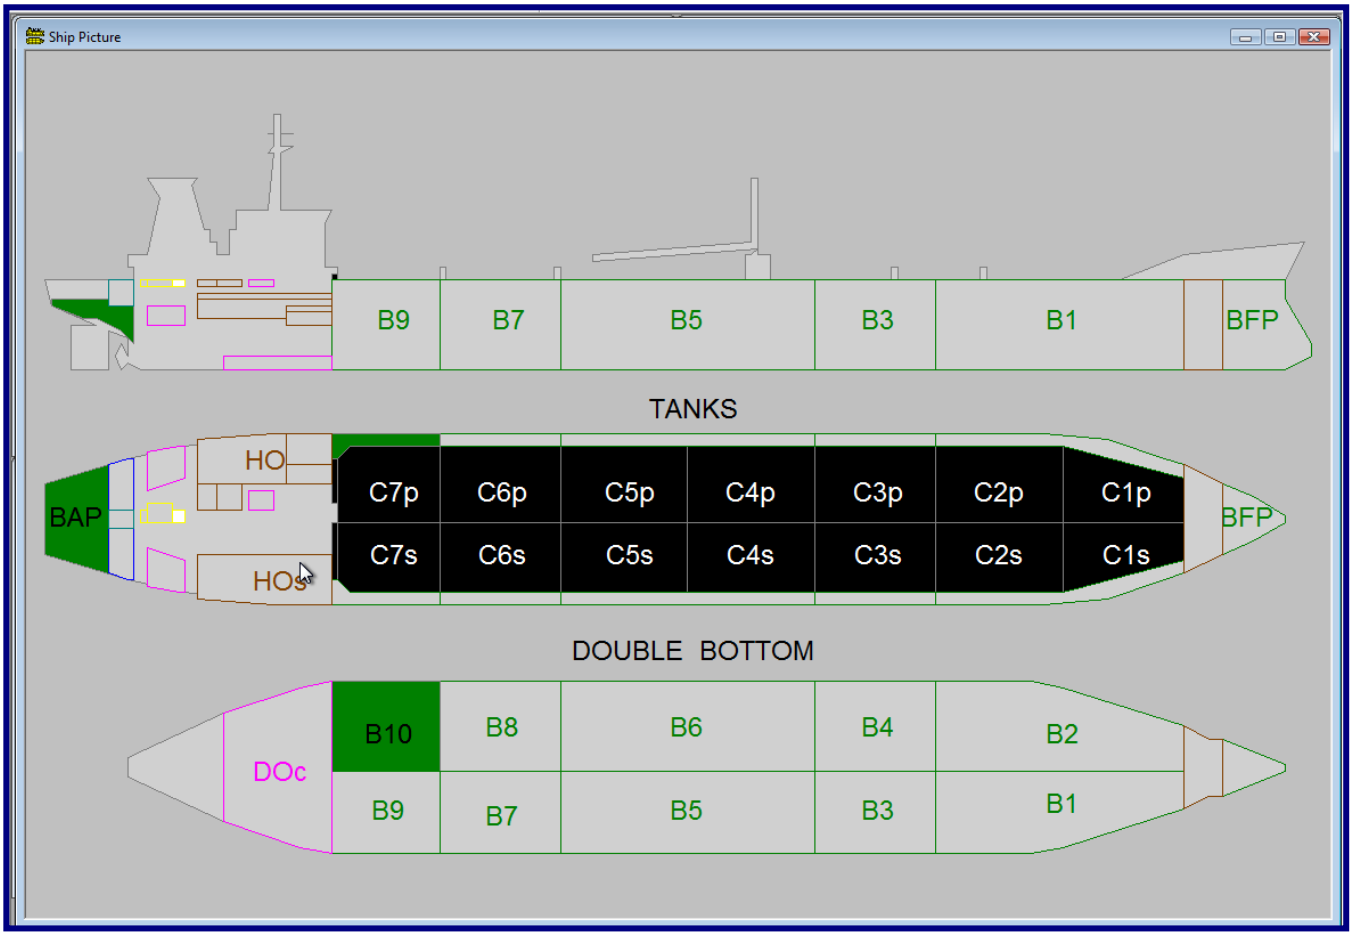 Ship Picture
B9 B7 B5 B3 B1 BFP
TANKS
HO
C7p C6p C5p C4p C3p C2p C1p
BAP BFP
C7s C6s C5s C4s C3s C2s C1s
HOs
DOUBLE BOTTOM
B10 B8 B6 B4 B2
DOc
B9 B7 B5 B3 B1